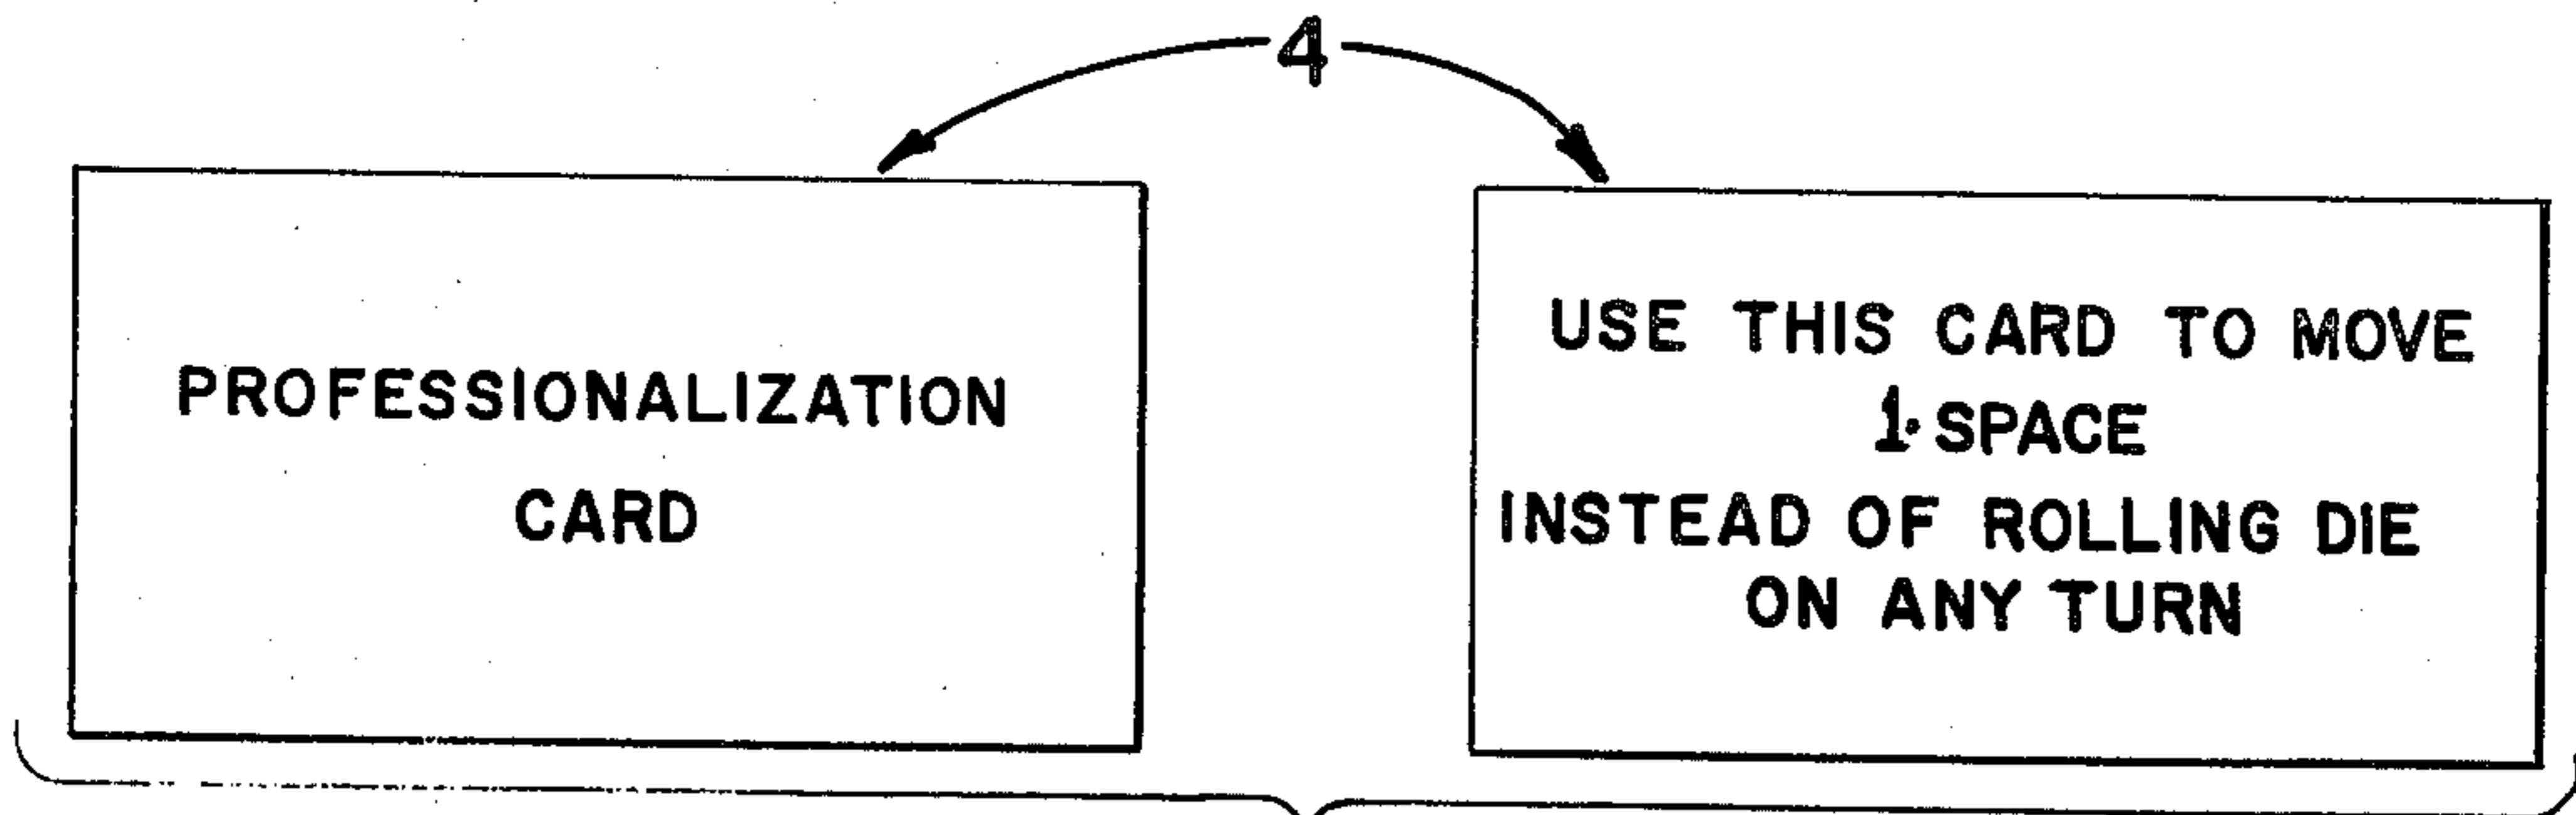 4
PROFESSIONALIZATION
CARD
USE THIS CARD TO MOVE
1 SPACE
INSTEAD OF ROLLING DIE
ON ANY TURN